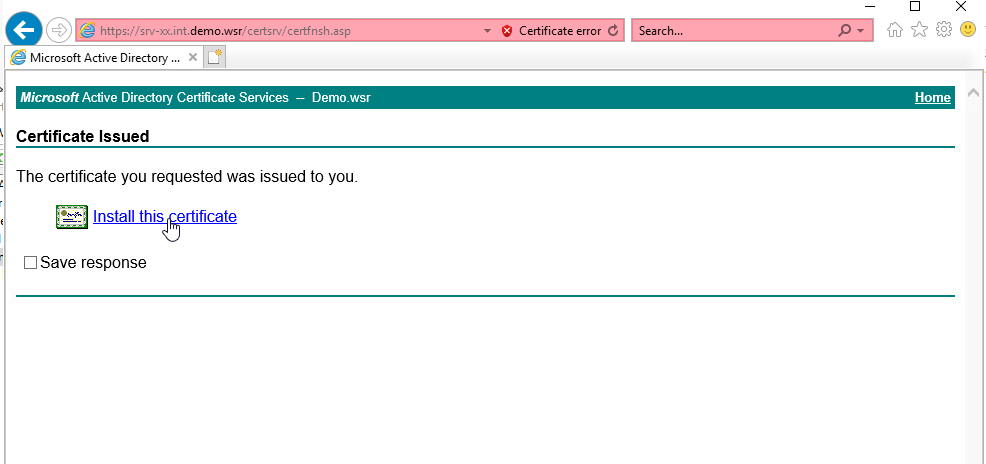 https://srv-xx.int.demo.wsr/certsrv/certfnsh.asp
Certificate error
Search...
Microsoft Active Directory ...
Microsoft Active Directory Certificate Services -- Demo.wsr
Home
Certificate Issued
The certificate you requested was issued to you.
Install this certificate
Save response